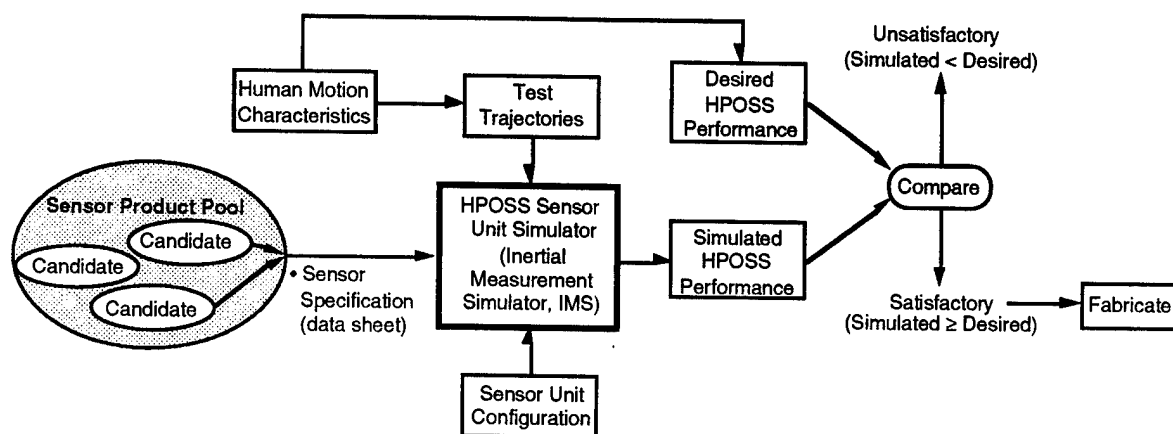 Human Motion
Characteristics
Test
Trajectories
Desired
HPOSS
Performance
Unsatisfactory
(Simulated < Desired)
Compare
Sensor Product Pool
Candidate
Candidate
Candidate
• Sensor
Specification
(data sheet)
HPOSS Sensor
Unit Simulator
(Inertial
Measurement
Simulator, IMS)
Simulated
HPOSS
Performance
Satisfactory
(Simulated ≥ Desired)
Fabricate
Sensor Unit
Configuration